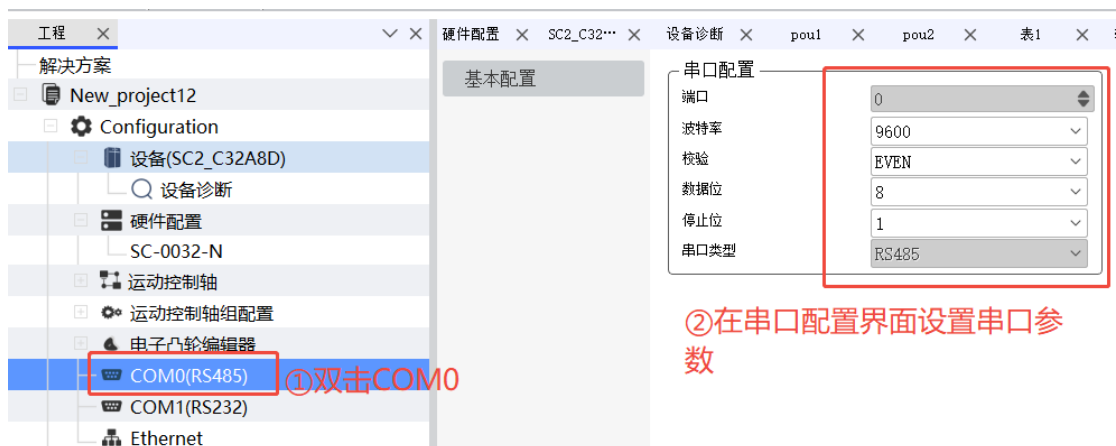 工程
硬件配置
SC2_C32…
设备诊断
pou1
pou2
表1
解决方案
New_project12
Configuration
设备(SC2_C32A8D)
设备诊断
硬件配置
SC-0032-N
运动控制轴
运动控制轴组配置
电子凸轮编辑器
COM0(RS485)
①双击COM0
COM1(RS232)
Ethernet
基本配置
串口配置
端口 0
波特率 9600
校验 EVEN
数据位 8
停止位 1
串口类型 RS485
②在串口配置界面设置串口参
数